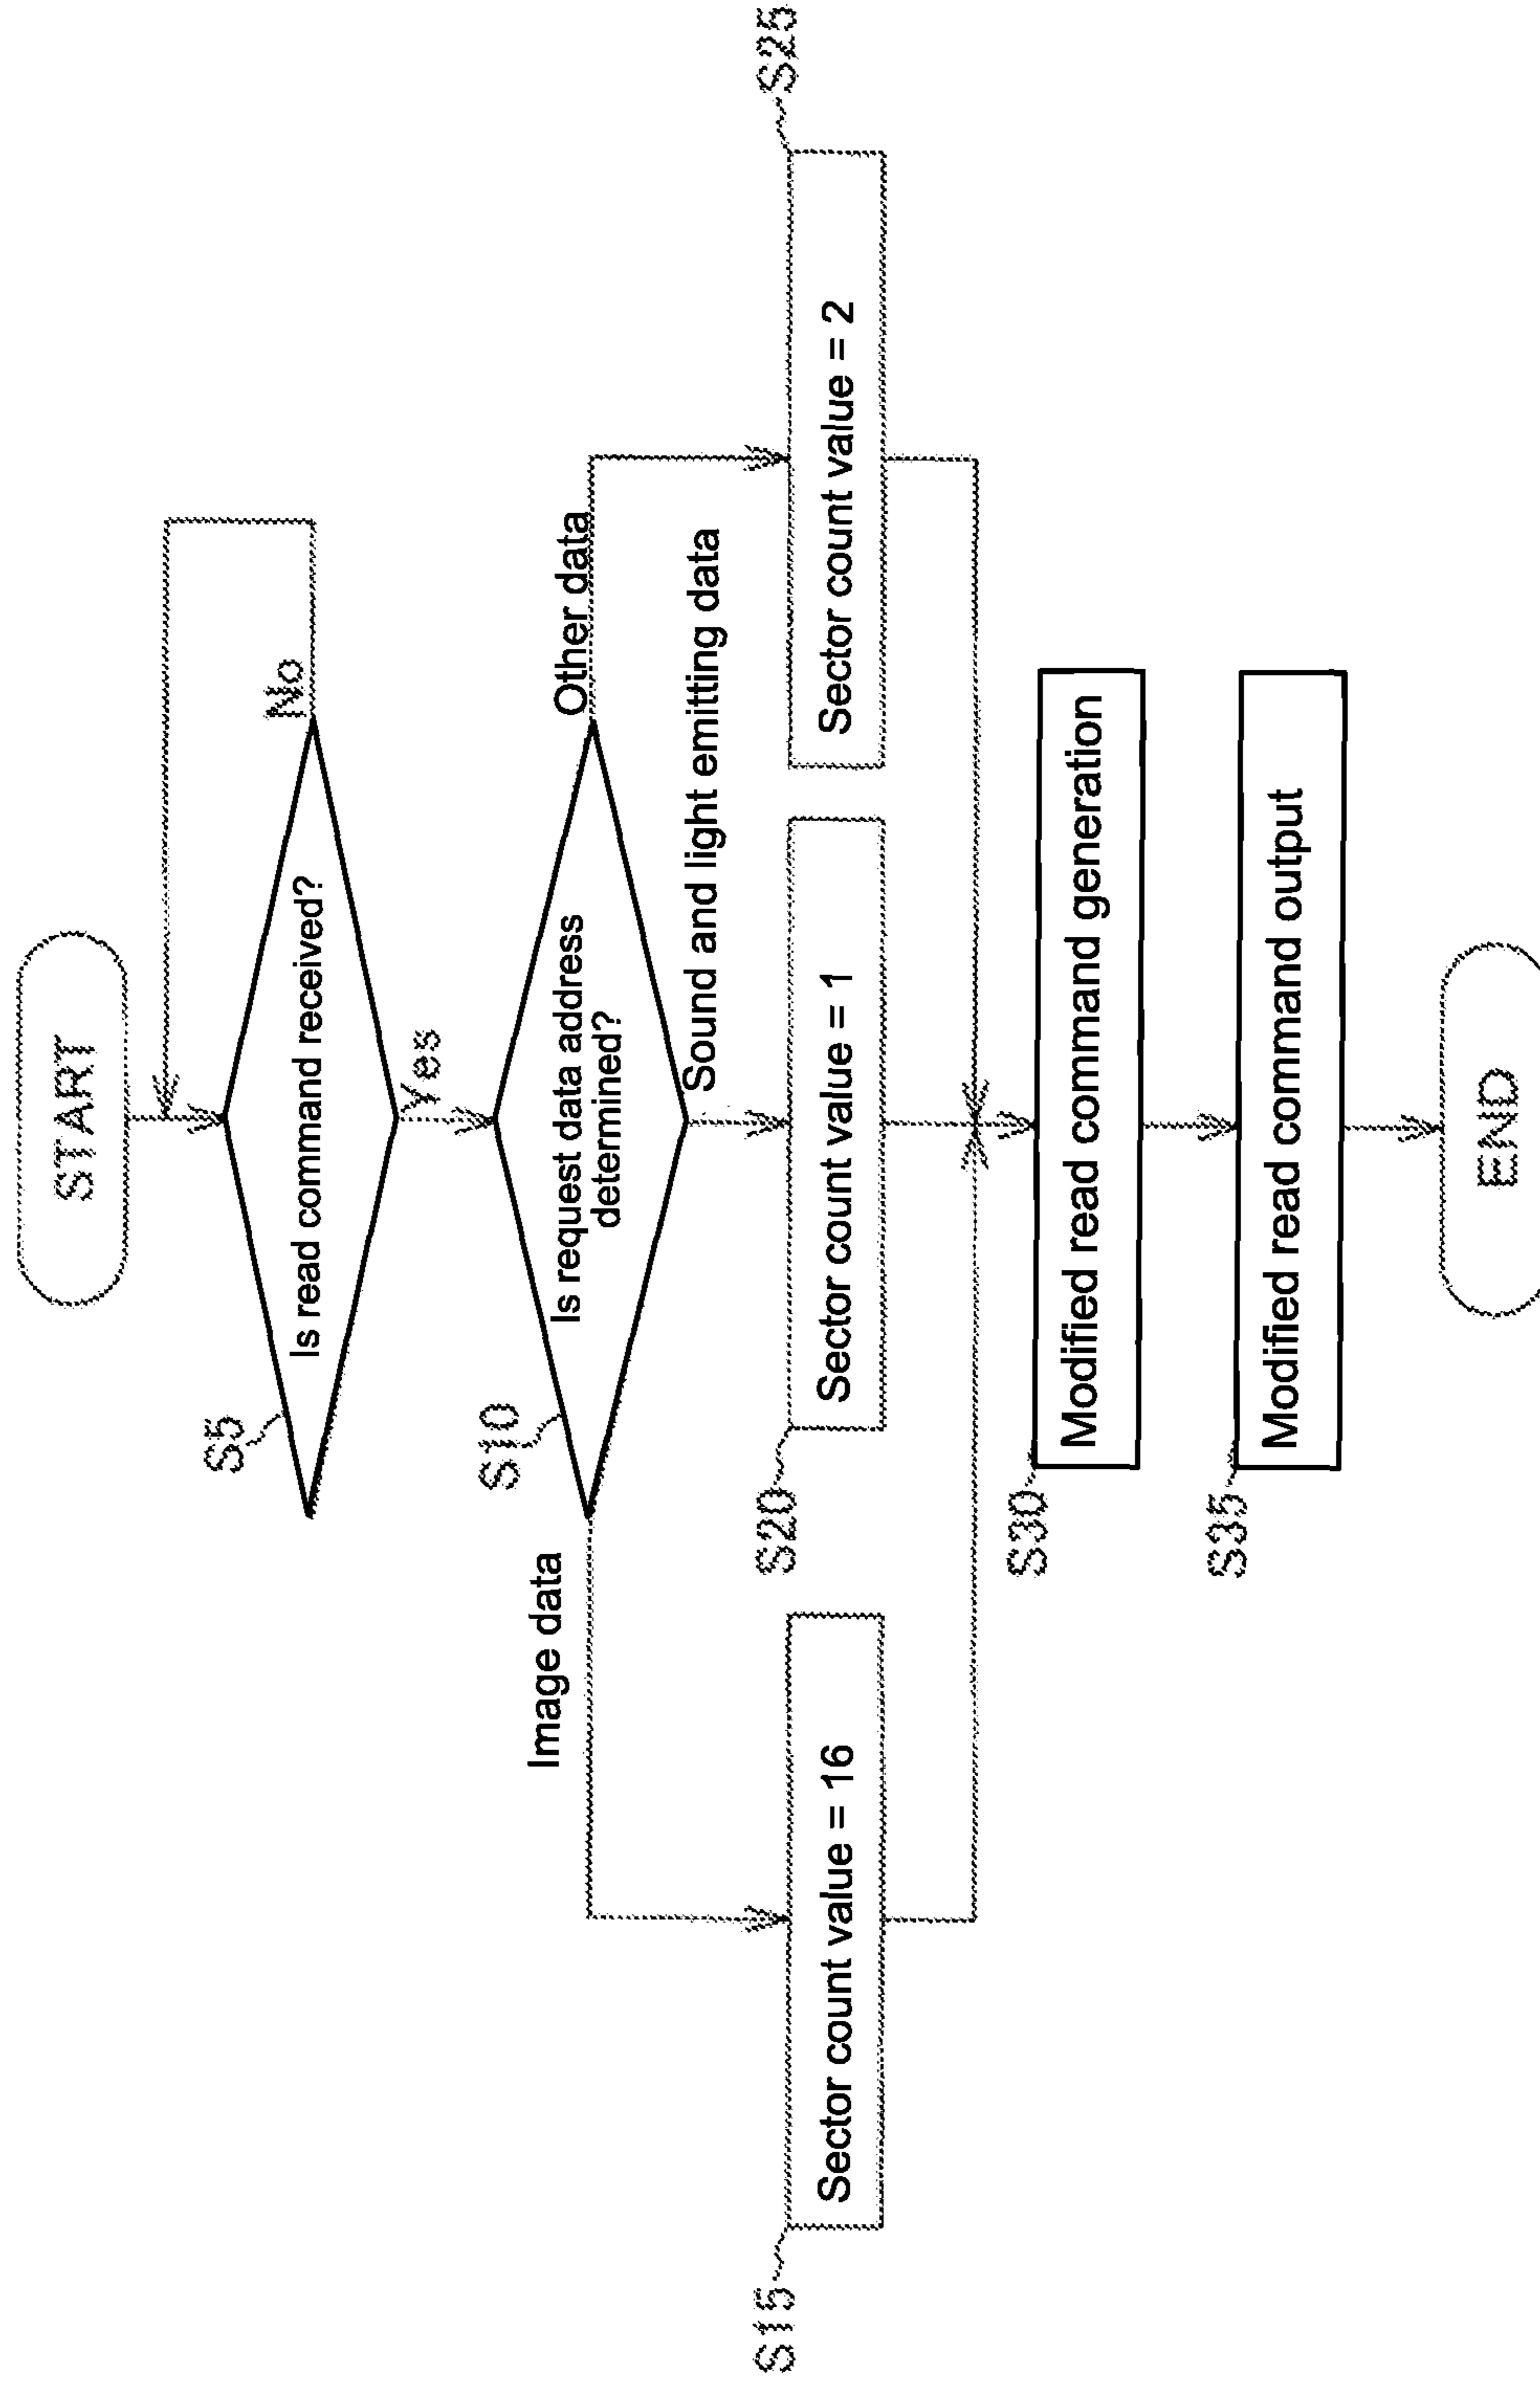 START
S5
Is read command received?
No
Yes
S10
Is request data address
determined?
Image data
Other data
Sound and light emitting data
S15
Sector count value = 16
S20
Sector count value = 1
Sector count value = 2
S25
S30
Modified read command generation
S35
Modified read command output
END